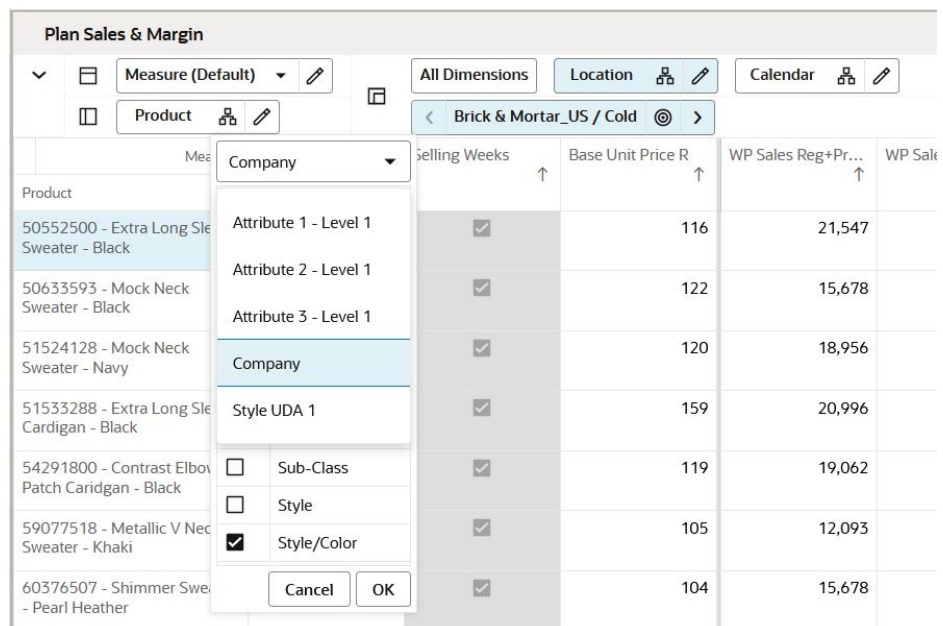 Plan Sales & Margin
Measure (Default)
All Dimensions
Location
Calendar
Product
Brick & Mortar_US / Cold
Mea
Selling Weeks
Base Unit Price R
WP Sales Reg+Pr...
WP Sale
Product
Company
Attribute 1 - Level 1
Attribute 2 - Level 1
Attribute 3 - Level 1
Company
Style UDA 1
Sub-Class
Style
Style/Color
Cancel
OK
50552500 - Extra Long Sle
Sweater - Black
116
21,547
50633593 - Mock Neck
Sweater - Black
122
15,678
51524128 - Mock Neck
Sweater - Navy
120
18,956
51533288 - Extra Long Sle
Cardigan - Black
159
20,996
54291800 - Contrast Elbow
Patch Caridgan - Black
119
19,062
59077518 - Metallic V Nec
Sweater - Khaki
105
12,093
60376507 - Shimmer Swea
- Pearl Heather
104
15,678